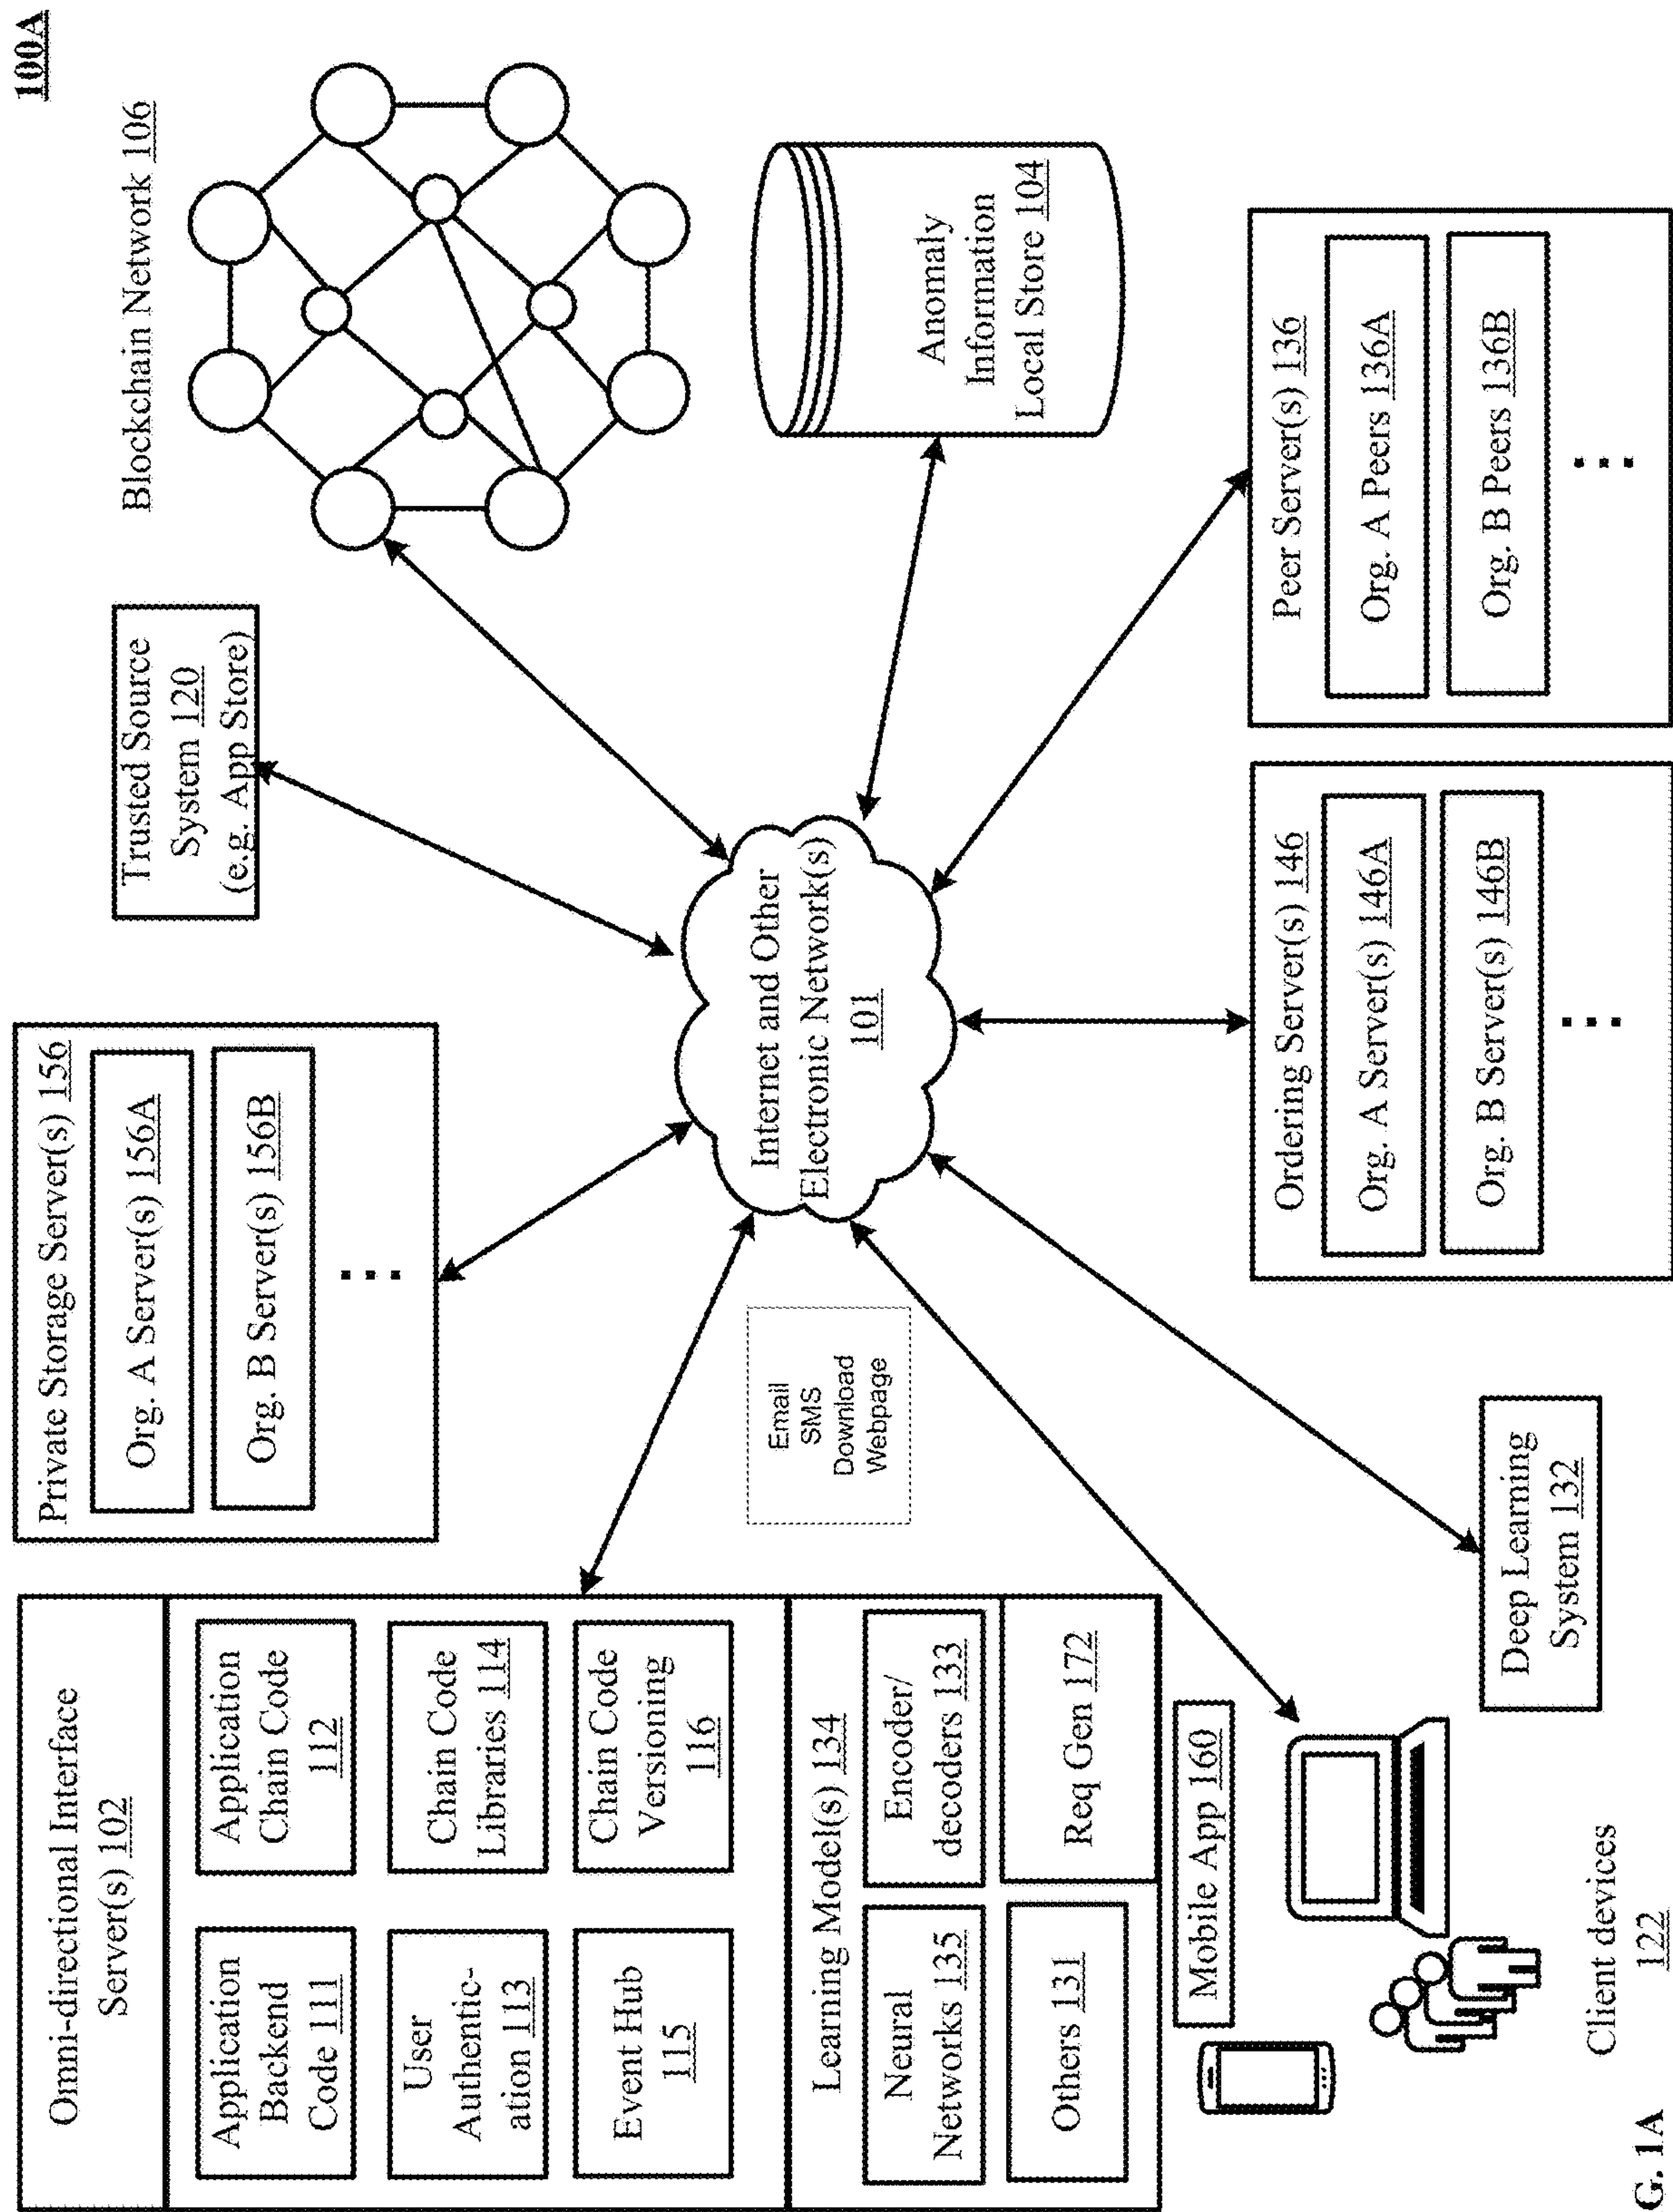 100A
Omni-directional Interface
Server(s) 102
Application
Backend
Code 111
Application
Chain Code
112
User
Authentic-
ation 113
Chain Code
Libraries 114
Event Hub
115
Chain Code
Versioning
116
Learning Model(s) 134
Neural
Networks 135
Encoder/
decoders 133
Others 131
Req Gen 172
Private Storage Server(s) 156
Org. A Server(s) 156A
Org. B Server(s) 156B
...
Trusted Source
System 120
(e.g. App Store)
Blockchain Network 106
Email
SMS
Download
Webpage
Internet and Other
Electronic Network(s)
101
Anomaly
Information
Local Store 104
Mobile App 160
Client devices
122
Deep Learning
System 132
Ordering Server(s) 146
Org. A Server(s) 146A
Org. B Server(s) 146B
...
Peer Server(s) 136
Org. A Peers 136A
Org. B Peers 136B
...
G. 1A